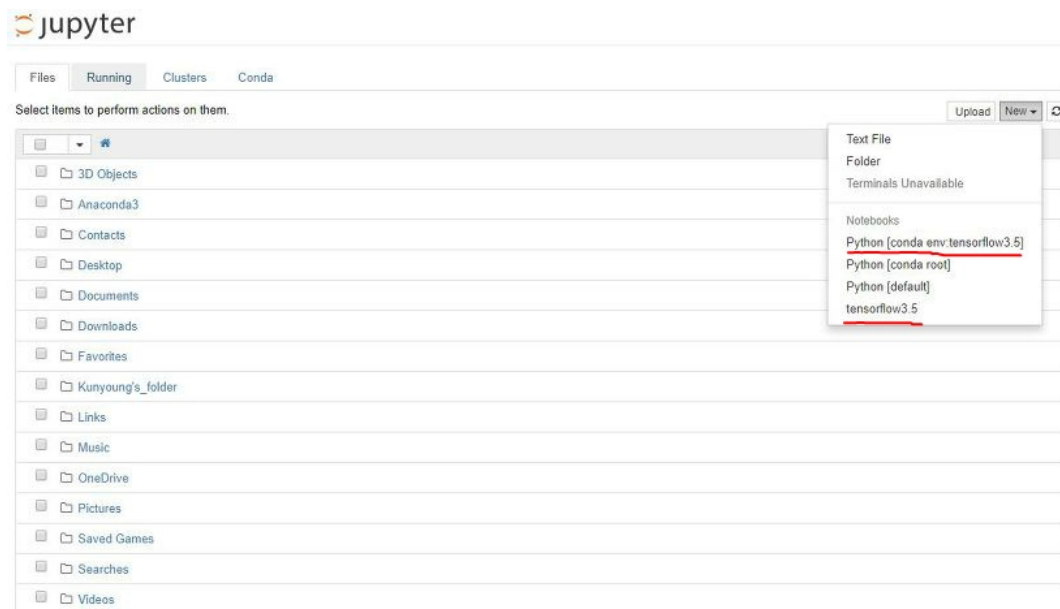 jupyter
Files Running Clusters Conda
Select items to perform actions on them.
Upload New
Text File
Folder
Terminals Unavailable
Notebooks
Python [conda env:tensorflow3.5]
Python [conda root]
Python [default]
tensorflow3.5
3D Objects
Anaconda3
Contacts
Desktop
Documents
Downloads
Favorites
Kunyoung's_folder
Links
Music
OneDrive
Pictures
Saved Games
Searches
Videos